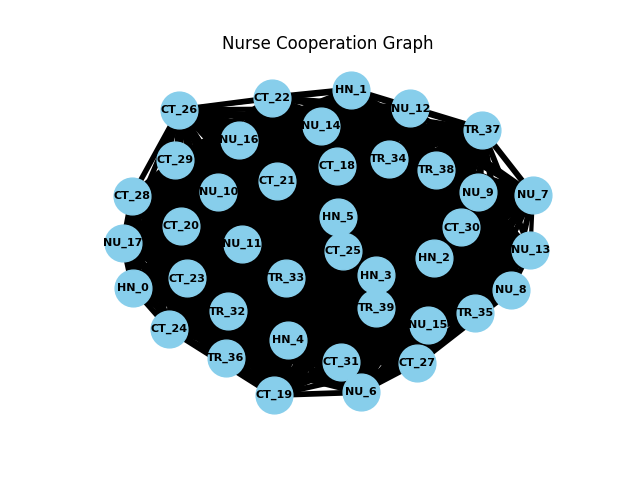 Nurse Cooperation Graph
HN_1
CT_22
CT_26
NU_12
NU_14
TR_37
NU_16
CT_29
TR_34
CT_18
TR_38
CT_21
NU_10
NU_9
CT_28
NU_7
HN_5
CT_20
CT_30
NU_17
NU_11
CT_25
NU_13
HN_2
HN_3
CT_23
TR_33
HN_0
NU_8
TR_39
TR_32
TR_35
NU_15
CT_24
HN_4
TR_36
CT_31
CT_27
NU_6
CT_19